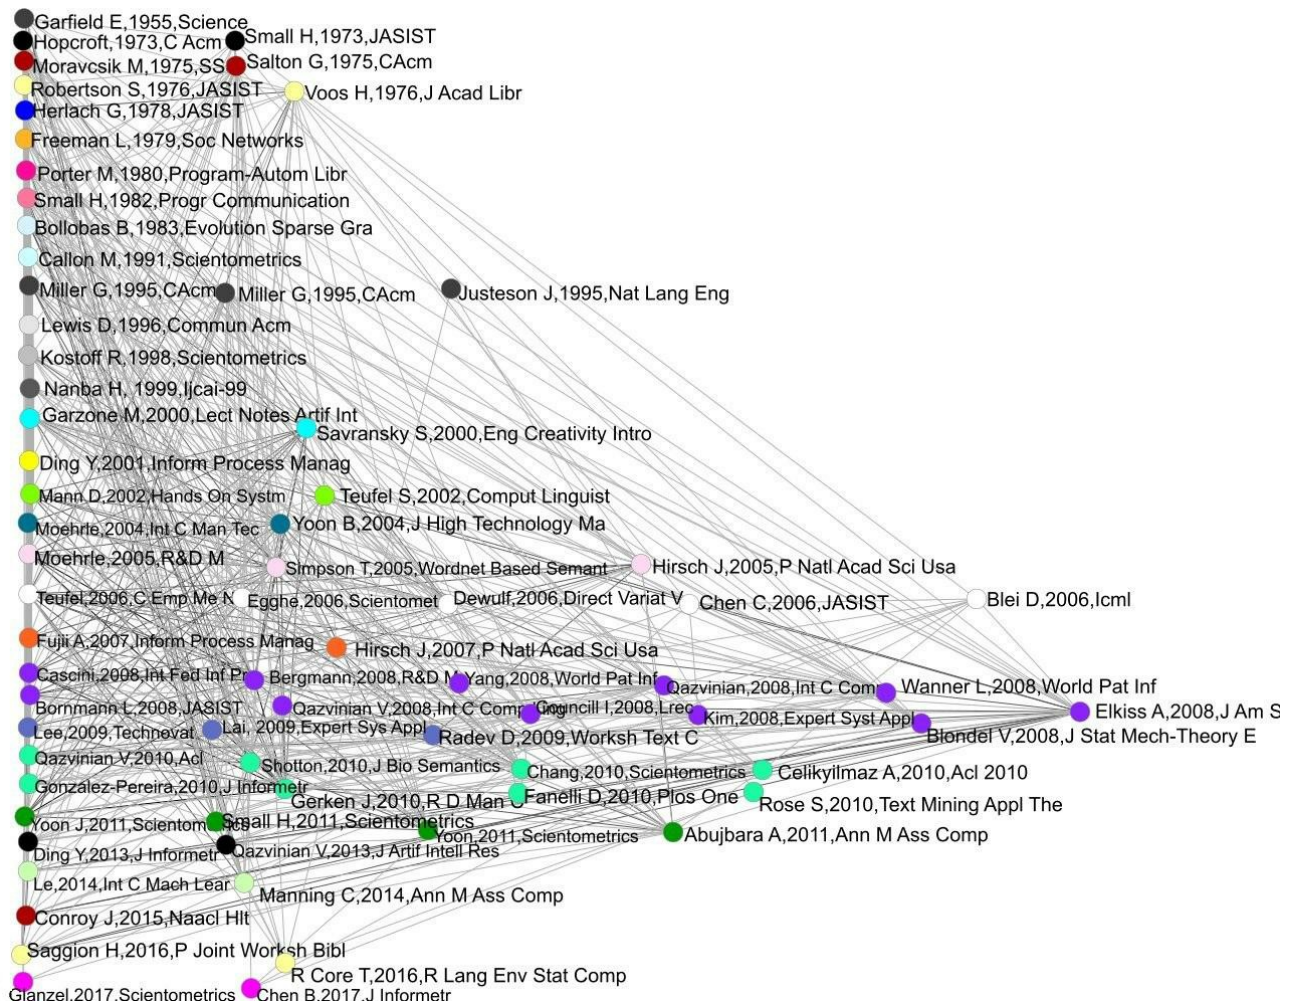 Garfield E,1955,Science
Small H,1973,JASIST
Hopcroft,1973,C Acm
Salton G,1975,CAcm
Moravcsik M,1975,SS
Robertson S,1976,JASIST
Voos H,1976,J Acad Libr
Herlach G,1978,JASIST
Freeman L,1979,Soc Networks
Porter M,1980,Program-Autom Libr
Small H,1982,Progr Communication
Bollobas B,1983,Evolution Sparse Gra
Callon M,1991,Scientometrics
Miller G,1995,CAcm
Miller G,1995,CAcm
Justeson J,1995,Nat Lang Eng
Lewis D,1996,Commun Acm
Kostoff R,1998,Scientometrics
Nanba H, 1999,Ijcai-99
Garzone M,2000,Lect Notes Artif Int
Savransky S,2000,Eng Creativity Intro
Ding Y,2001,Inform Process Manag
Mann D,2002,Hands On Systm
Teufel S,2002,Comput Linguist
Moehrle,2004,Int C Man Tec
Yoon B,2004,J High Technology Ma
Moehrle,2005,R&D M
Simpson T,2005,Wordnet Based Semant
Hirsch J,2005,P Natl Acad Sci Usa
Teufel,2006,C Emp Me N
Egghe,2006,Scientomet
Dewulf,2006,Direct Variat V
Chen C,2006,JASIST
Blei D,2006,Icml
Fujii A,2007,Inform Process Manag
Hirsch J,2007,P Natl Acad Sci Usa
Cascini,2008,Int Fed Inf Pr
Bergmann,2008,R&D M
Yang,2008,World Pat Inf
Qazvinian,2008,Int C Com
Wanner L,2008,World Pat Inf
Bornmann L,2008,JASIST
Qazvinian V,2008,Int C Comp
Councill I,2008,Lrec
Kim,2008,Expert Syst Appl
Elkiss A,2008,J Am S
Blondel V,2008,J Stat Mech-Theory E
Lee,2009,Technovat
Lai, 2009,Expert Sys Appl
Radev D,2009,Worksh Text C
Qazvinian V,2010,Acl
Shotton,2010,J Bio Semantics
Chang,2010,Scientometrics
Celikyilmaz A,2010,Acl 2010
González-Pereira,2010,J Informetr
Gerken J,2010,R D Man
Fanelli D,2010,Plos One
Rose S,2010,Text Mining Appl The
Yoon J,2011,Scientometrics
Small H,2011,Scientometrics
Yoon,2011,Scientometrics
Abujbara A,2011,Ann M Ass Comp
Ding Y,2013,J Informetr
Qazvinian V,2013,J Artif Intell Res
Le,2014,Int C Mach Lear
Manning C,2014,Ann M Ass Comp
Conroy J,2015,Naacl Hlt
Saggion H,2016,P Joint Worksh Bibl
R Core T,2016,R Lang Env Stat Comp
Glanzel,2017,Scientometrics
Chen B,2017,J Informetr